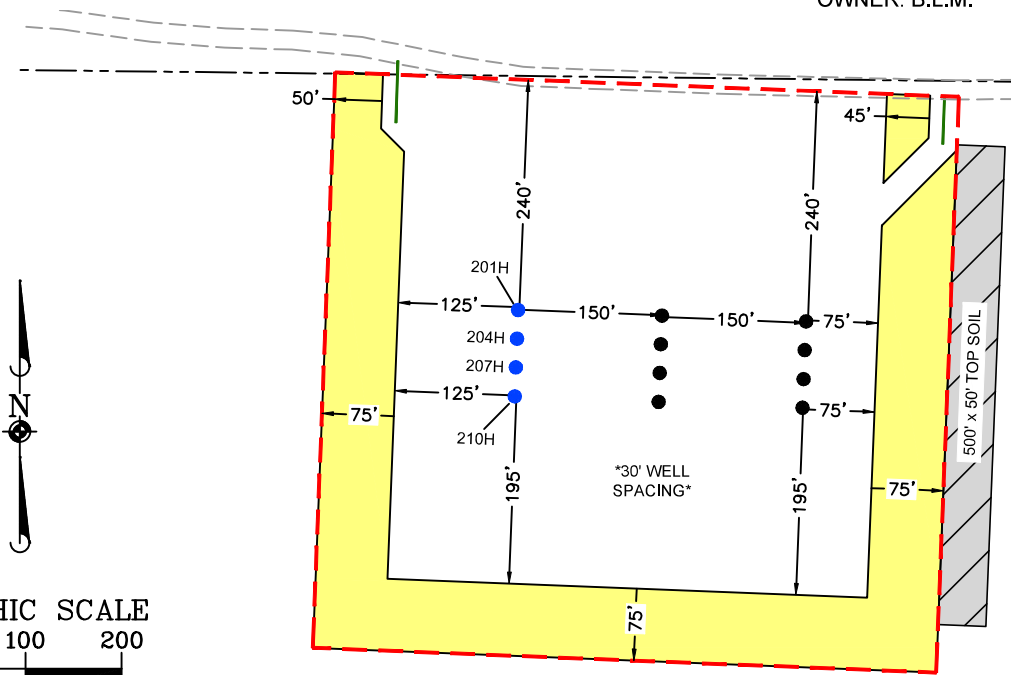 OWNER: B.L.M.
50'
45'
240'
240'
201H
125'
150'
150'
75'
204H
207H
125'
75'
75'
210H
N
500' x 50' TOP SOIL
*30' WELL
SPACING*
195'
195'
75'
75'
HIC SCALE
100 200